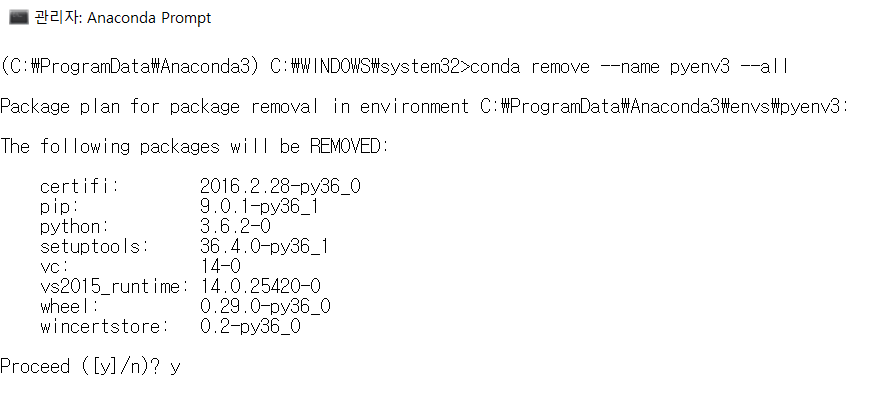 관리자: Anaconda Prompt
(C:₩ProgramData₩Anaconda3) C:₩WINDOWS₩system32>conda remove --name pyenv3 --all
Package plan for package removal in environment C:₩ProgramData₩Anaconda3₩envs₩pyenv3:
The following packages will be REMOVED:
certifi: 2016.2.28-py36_0
pip: 9.0.1-py36_1
python: 3.6.2-0
setuptools: 36.4.0-py36_1
vc: 14-0
vs2015_runtime: 14.0.25420-0
wheel: 0.29.0-py36_0
wincertstore: 0.2-py36_0
Proceed ([y]/n)? y